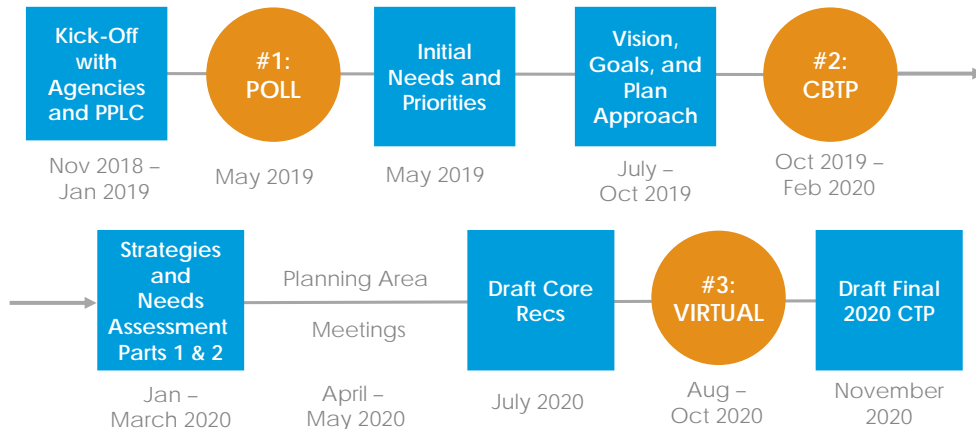 Kick-Off
with
Agencies
and PPLC
#1:
POLL
Initial
Needs and
Priorities
Vision,
Goals, and
Plan
Approach
#2:
CBTP
Nov 2018 –
Jan 2019
May 2019
May 2019
July –
Oct 2019
Oct 2019 –
Feb 2020
Strategies
and
Needs
Assessment
Parts 1 & 2
Planning Area
Meetings
Draft Core
Recs
#3:
VIRTUAL
Draft Final
2020 CTP
Jan –
March 2020
April –
May 2020
July 2020
Aug –
Oct 2020
November
2020